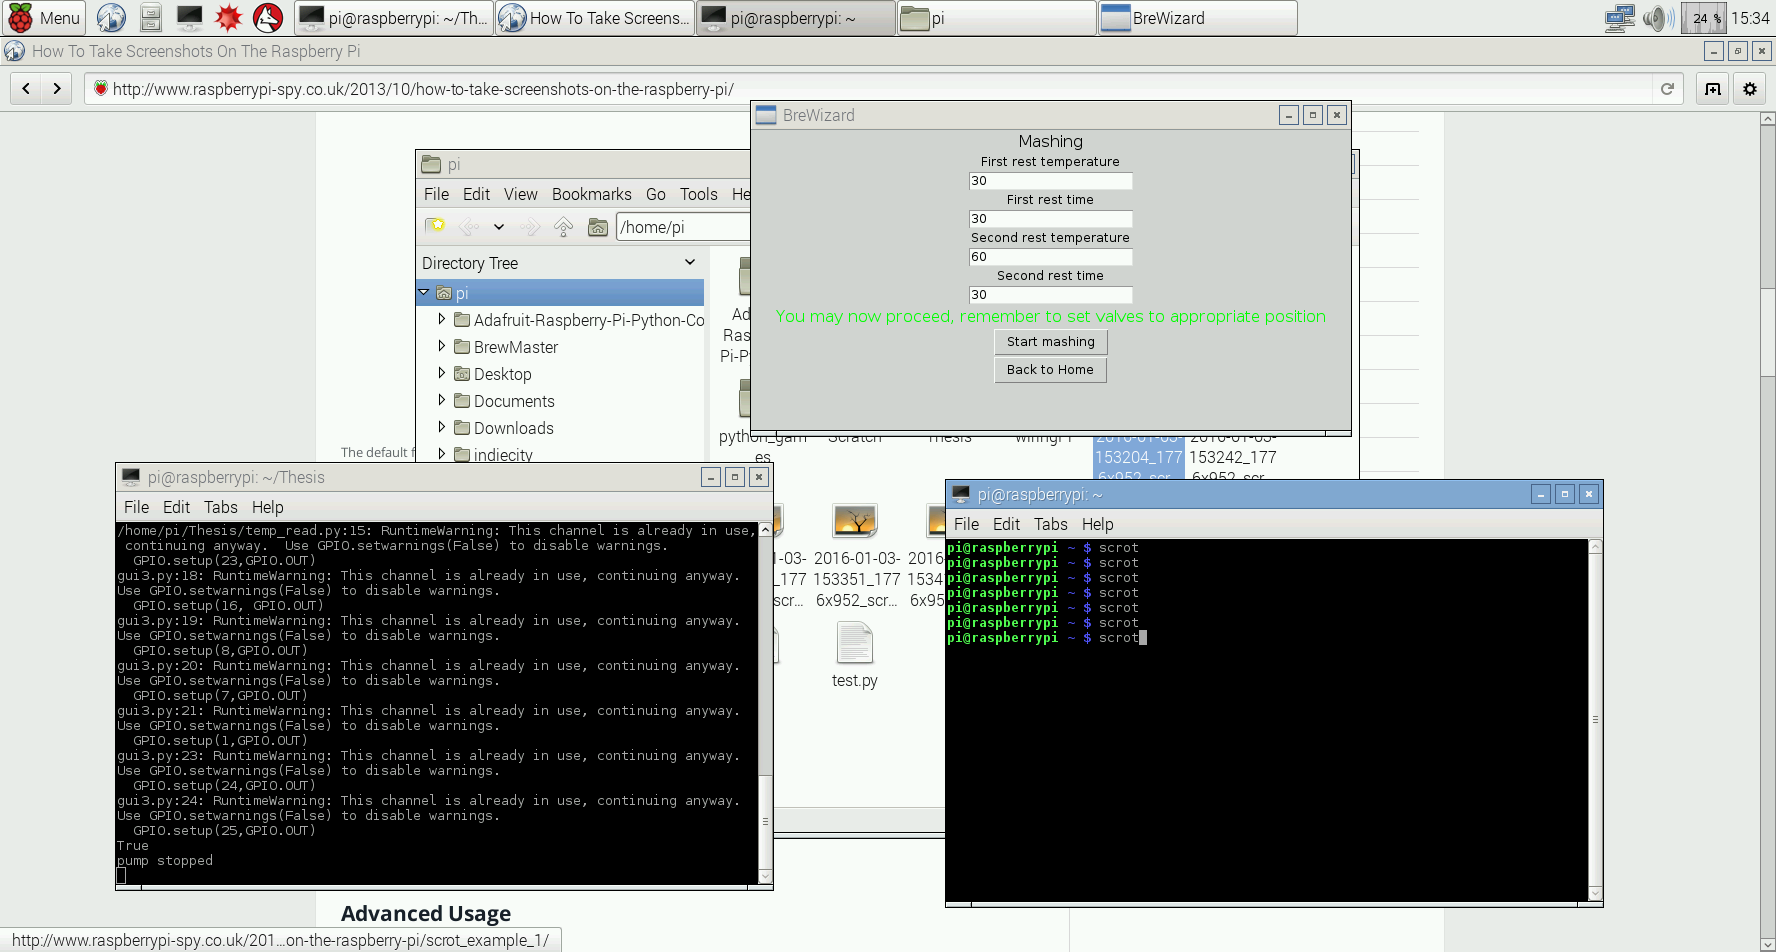 Menu
pi@raspberrypi: ~/Th...
How To Take Screens...
pi@raspberrypi: ~
pi
BreWizard
24 %
15:34
How To Take Screenshots On The Raspberry Pi
http://www.raspberrypi-spy.co.uk/2013/10/how-to-take-screenshots-on-the-raspberry-pi/
BreWizard
Mashing
First rest temperature
30
First rest time
30
Second rest temperature
60
Second rest time
30
You may now proceed, remember to set valves to appropriate position
Start mashing
Back to Home
pi
File Edit View Bookmarks Go Tools He
/home/pi
Directory Tree
pi
Adafruit-Raspberry-Pi-Python-Co
BrewMaster
Desktop
Documents
Downloads
indiecity
Ad
Ras
Pi-P
python_gam
es
Scratch
Thesis
wiringPi
2016-01-03-
153204_177
6x952_scr
2016-01-03-
153242_177
6x952_scr
The default f
1-03-
_177
scr...
2016-01-03-
153351_177
6x952_scr...
2016-0
1534
6x95
test.py
pi@raspberrypi: ~/Thesis
File Edit Tabs Help
/home/pi/Thesis/temp_read.py:15: RuntimeWarning: This channel is already in use,
continuing anyway.  Use GPIO.setwarnings(False) to disable warnings.
GPIO.setup(23,GPIO.OUT)
gui3.py:18: RuntimeWarning: This channel is already in use, continuing anyway.
Use GPIO.setwarnings(False) to disable warnings.
GPIO.setup(16, GPIO.OUT)
gui3.py:19: RuntimeWarning: This channel is already in use, continuing anyway.
Use GPIO.setwarnings(False) to disable warnings.
GPIO.setup(8,GPIO.OUT)
gui3.py:20: RuntimeWarning: This channel is already in use, continuing anyway.
Use GPIO.setwarnings(False) to disable warnings.
GPIO.setup(7,GPIO.OUT)
gui3.py:21: RuntimeWarning: This channel is already in use, continuing anyway.
Use GPIO.setwarnings(False) to disable warnings.
GPIO.setup(1,GPIO.OUT)
gui3.py:23: RuntimeWarning: This channel is already in use, continuing anyway.
Use GPIO.setwarnings(False) to disable warnings.
GPIO.setup(24,GPIO.OUT)
gui3.py:24: RuntimeWarning: This channel is already in use, continuing anyway.
Use GPIO.setwarnings(False) to disable warnings.
GPIO.setup(25,GPIO.OUT)
True
pump stopped
pi@raspberrypi: ~
File Edit Tabs Help
pi@raspberrypi ~ $ scrot
pi@raspberrypi ~ $ scrot
pi@raspberrypi ~ $ scrot
pi@raspberrypi ~ $ scrot
pi@raspberrypi ~ $ scrot
pi@raspberrypi ~ $ scrot
pi@raspberrypi ~ $ scrot
Advanced Usage
http://www.raspberrypi-spy.co.uk/201...on-the-raspberry-pi/scrot_example_1/